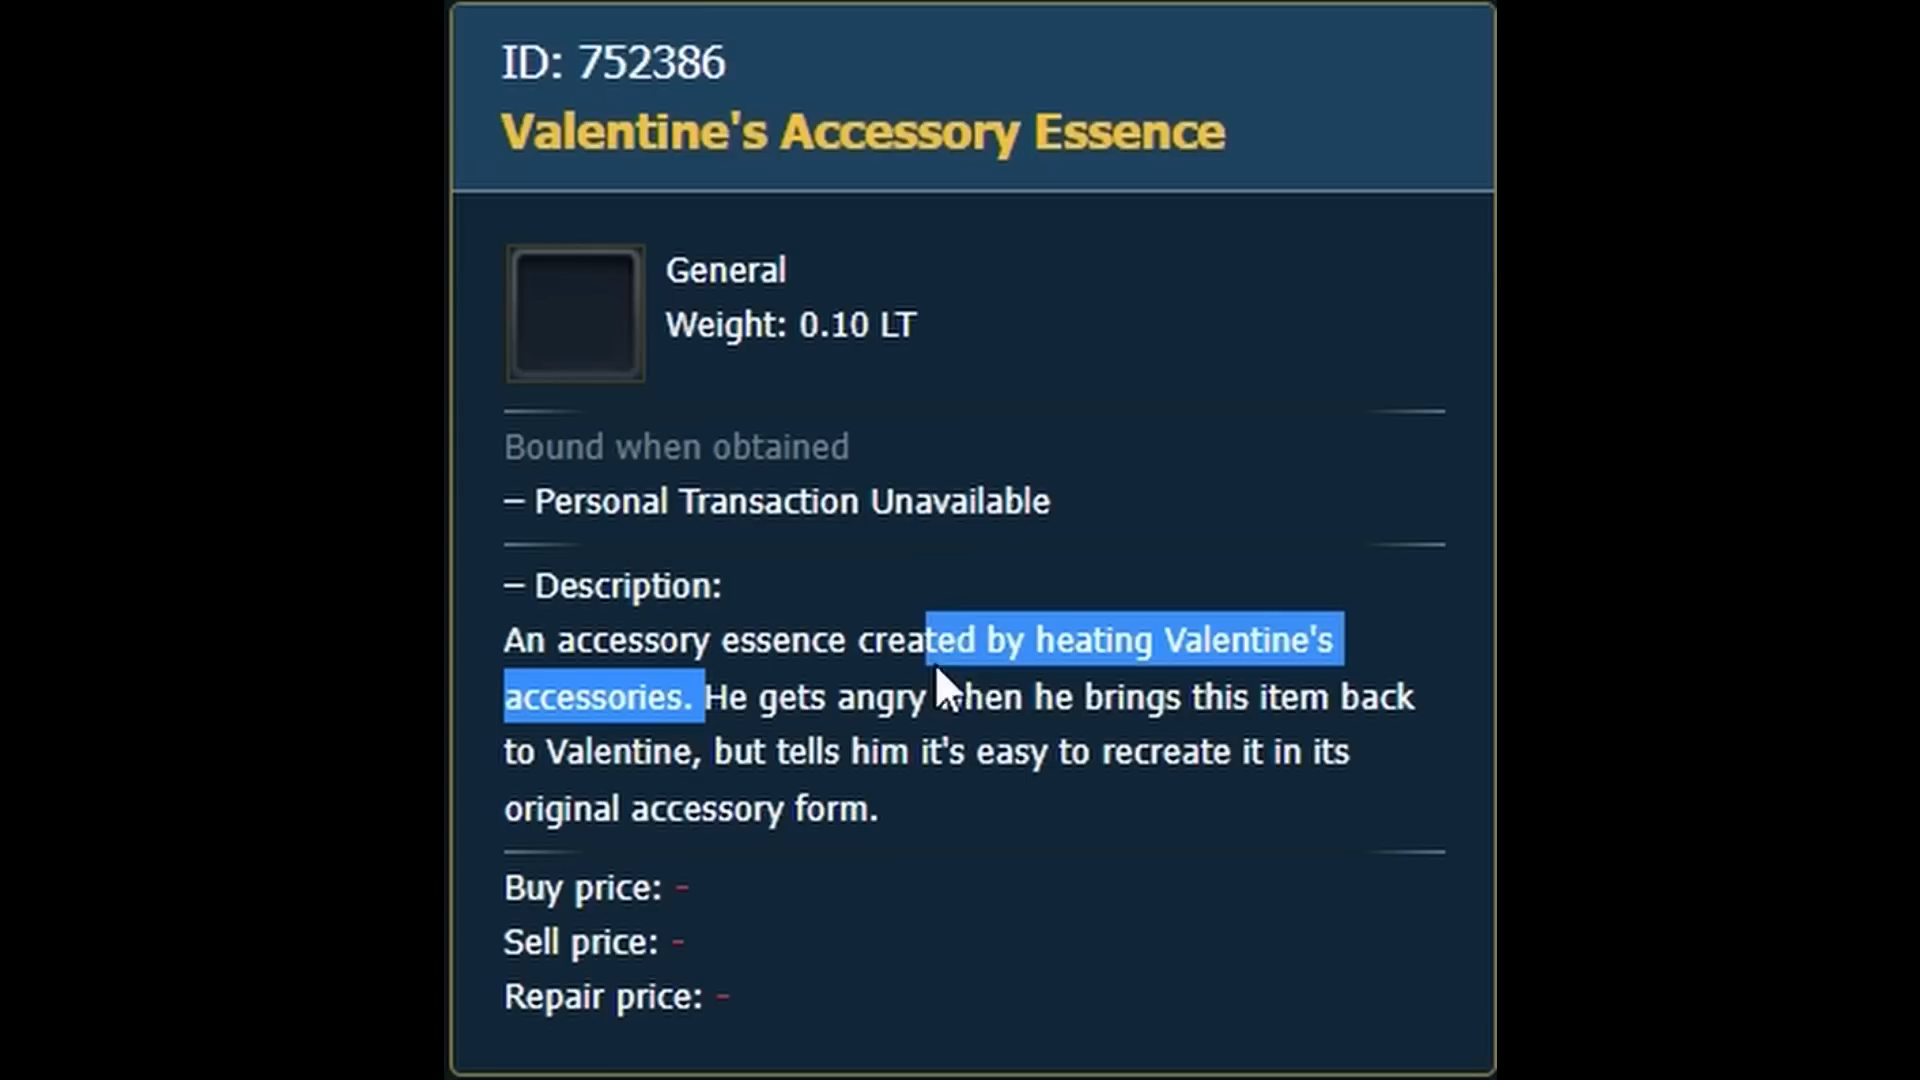 ID: 752386
Valentine's Accessory Essence
General
Weight: 0.10 LT
Bound when obtained
– Personal Transaction Unavailable
– Description:
An accessory essence created by heating Valentine's
accessories. He gets angry when he brings this item back
to Valentine, but tells him it's easy to recreate it in its
original accessory form.
Buy price: -
Sell price: -
Repair price: -